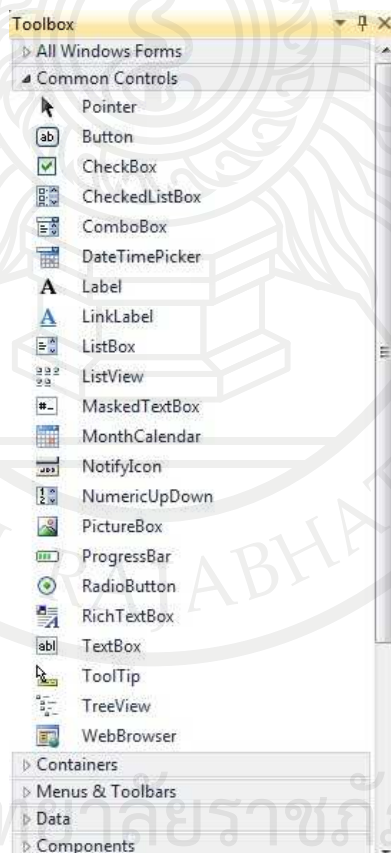 Toolbox
All Windows Forms
Common Controls
Pointer
Button
CheckBox
CheckedListBox
ComboBox
DateTimePicker
Label
LinkLabel
ListBox
ListView
MaskedTextBox
MonthCalendar
NotifyIcon
NumericUpDown
PictureBox
ProgressBar
RadioButton
RichTextBox
TextBox
ToolTip
TreeView
WebBrowser
Containers
Menus & Toolbars
Data
Components